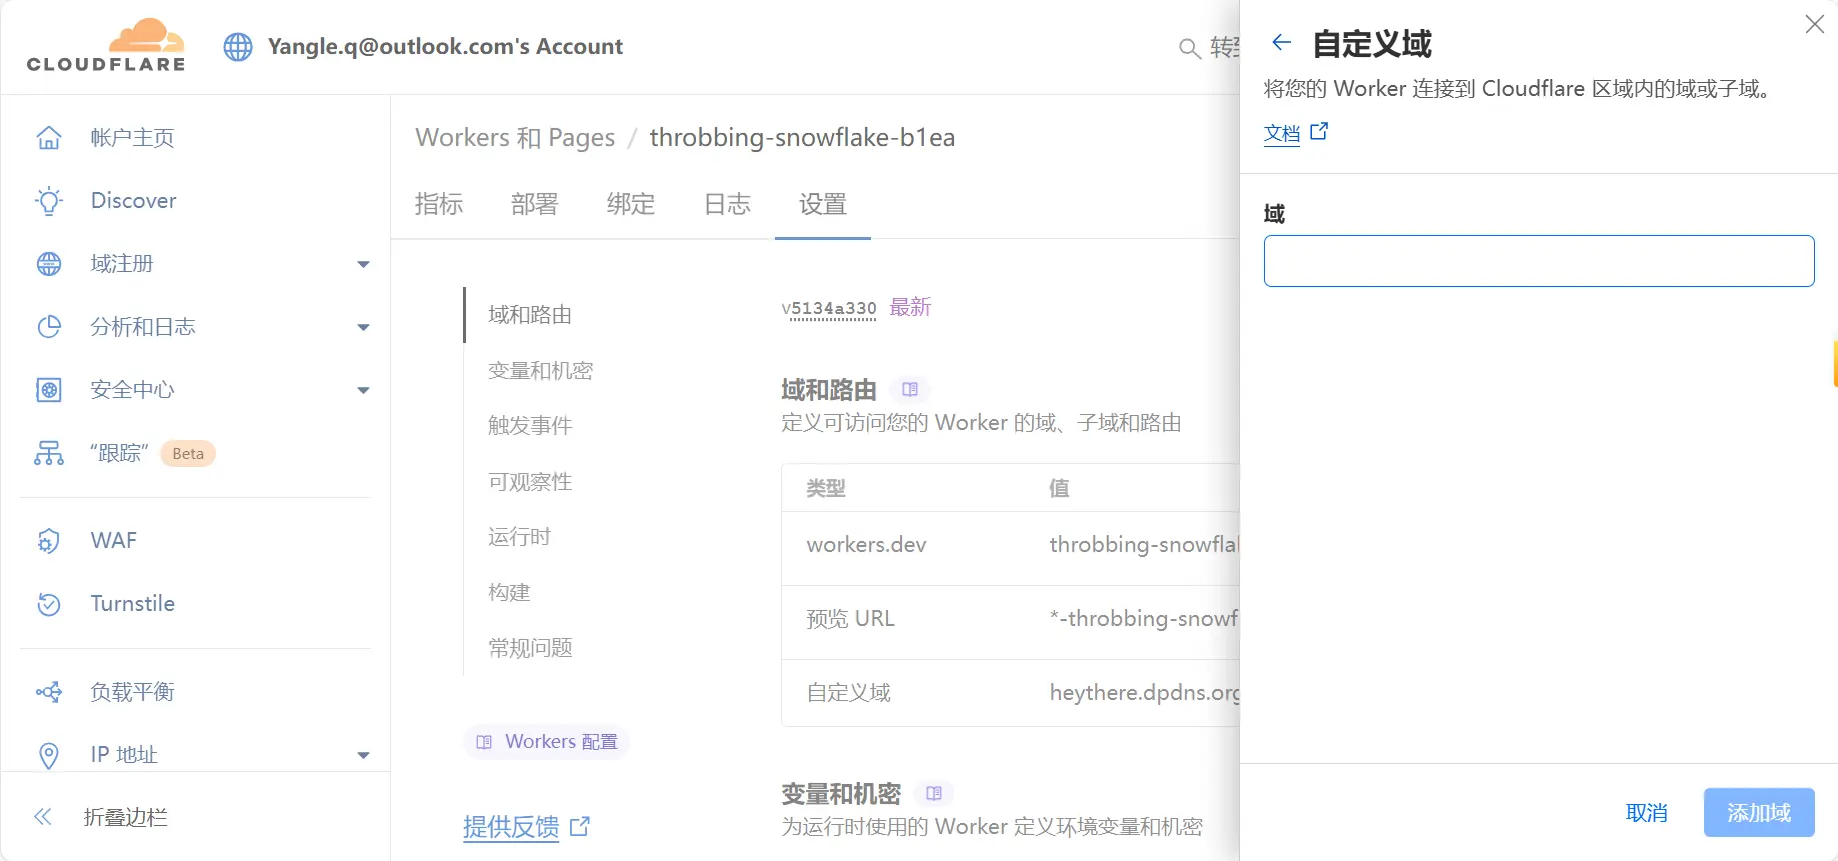 CLOUDFLARE
Yangle.q@outlook.com's Account
帐户主页
Discover
域注册
分析和日志
安全中心
“跟踪” Beta
WAF
Turnstile
负载平衡
IP 地址
折叠边栏
Workers 和 Pages / throbbing-snowflake-b1ea
指标 部署 绑定 日志 设置
域和路由
变量和机密
触发事件
可观察性
运行时
构建
常规问题
Workers 配置
提供反馈
v5134a330 最新
域和路由
定义可访问您的 Worker 的域、子域和路由
类型 值
workers.dev throbbing-snowfla
预览 URL *-throbbing-snowf
自定义域 heythere.dpdns.org
变量和机密
为运行时使用的 Worker 定义环境变量和机密
转到
自定义域
将您的 Worker 连接到 Cloudflare 区域内的域或子域。
文档
域
取消 添加域